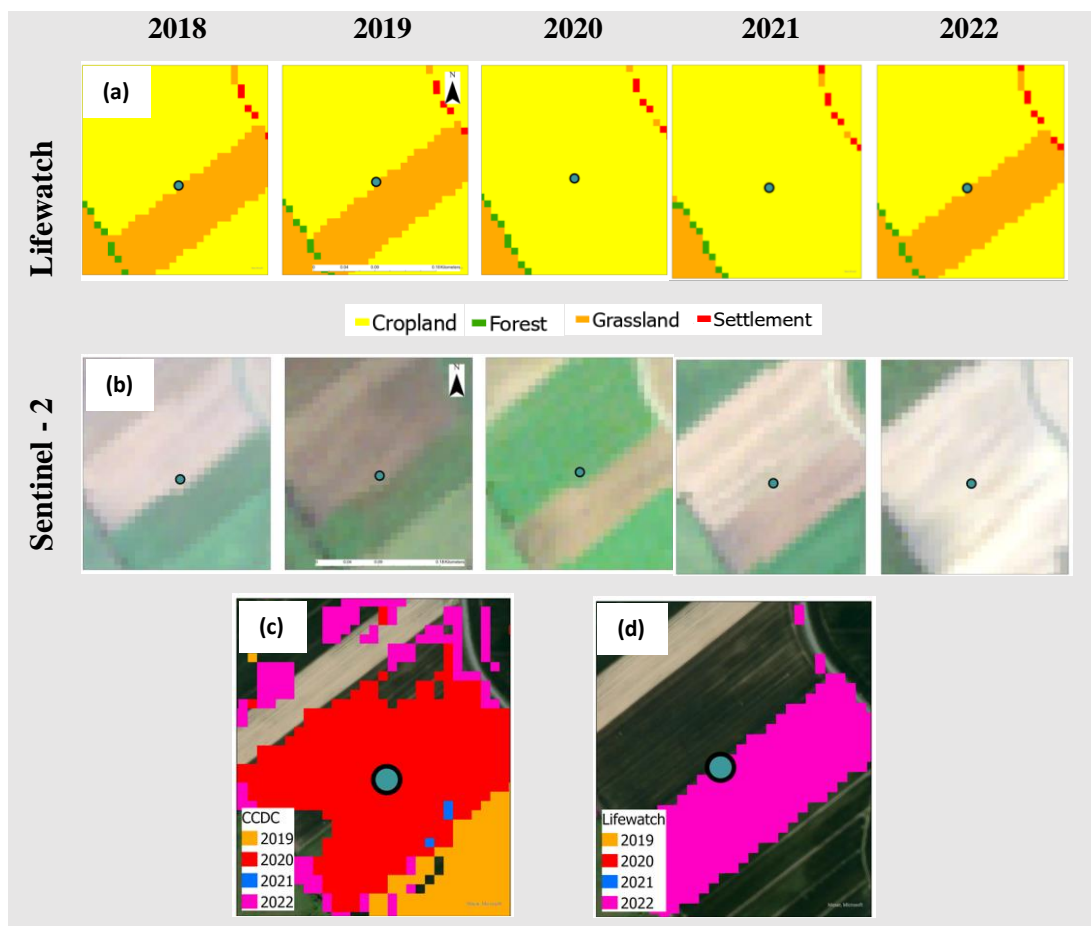 2018 2019 2020 2021 2022
Lifewatch
(a)
N
Cropland Forest Grassland Settlement
Sentinel - 2
(b)
N
(c)
CCDC
2019
2020
2021
2022
(d)
Lifewatch
2019
2020
2021
2022